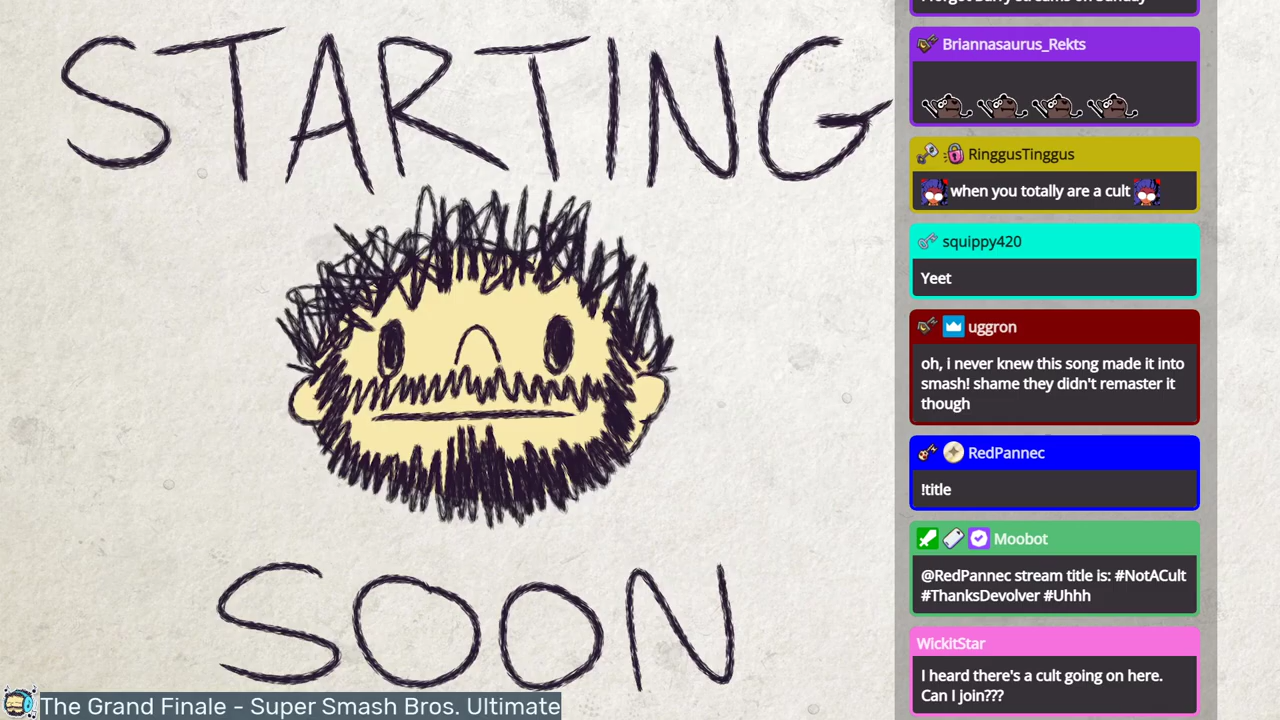 STARTING
SOON
The Grand Finale - Super Smash Bros. Ultimate
Briannasaurus_Rekts
RinggusTinggus
when you totally are a cult
squippy420
Yeet
uggron
oh, i never knew this song made it into
smash! shame they didn't remaster it
though
RedPannec
!title
Moobot
@RedPannec stream title is: #NotACult
#ThanksDevolver #Uhhh
WickitStar
I heard there's a cult going on here.
Can I join???